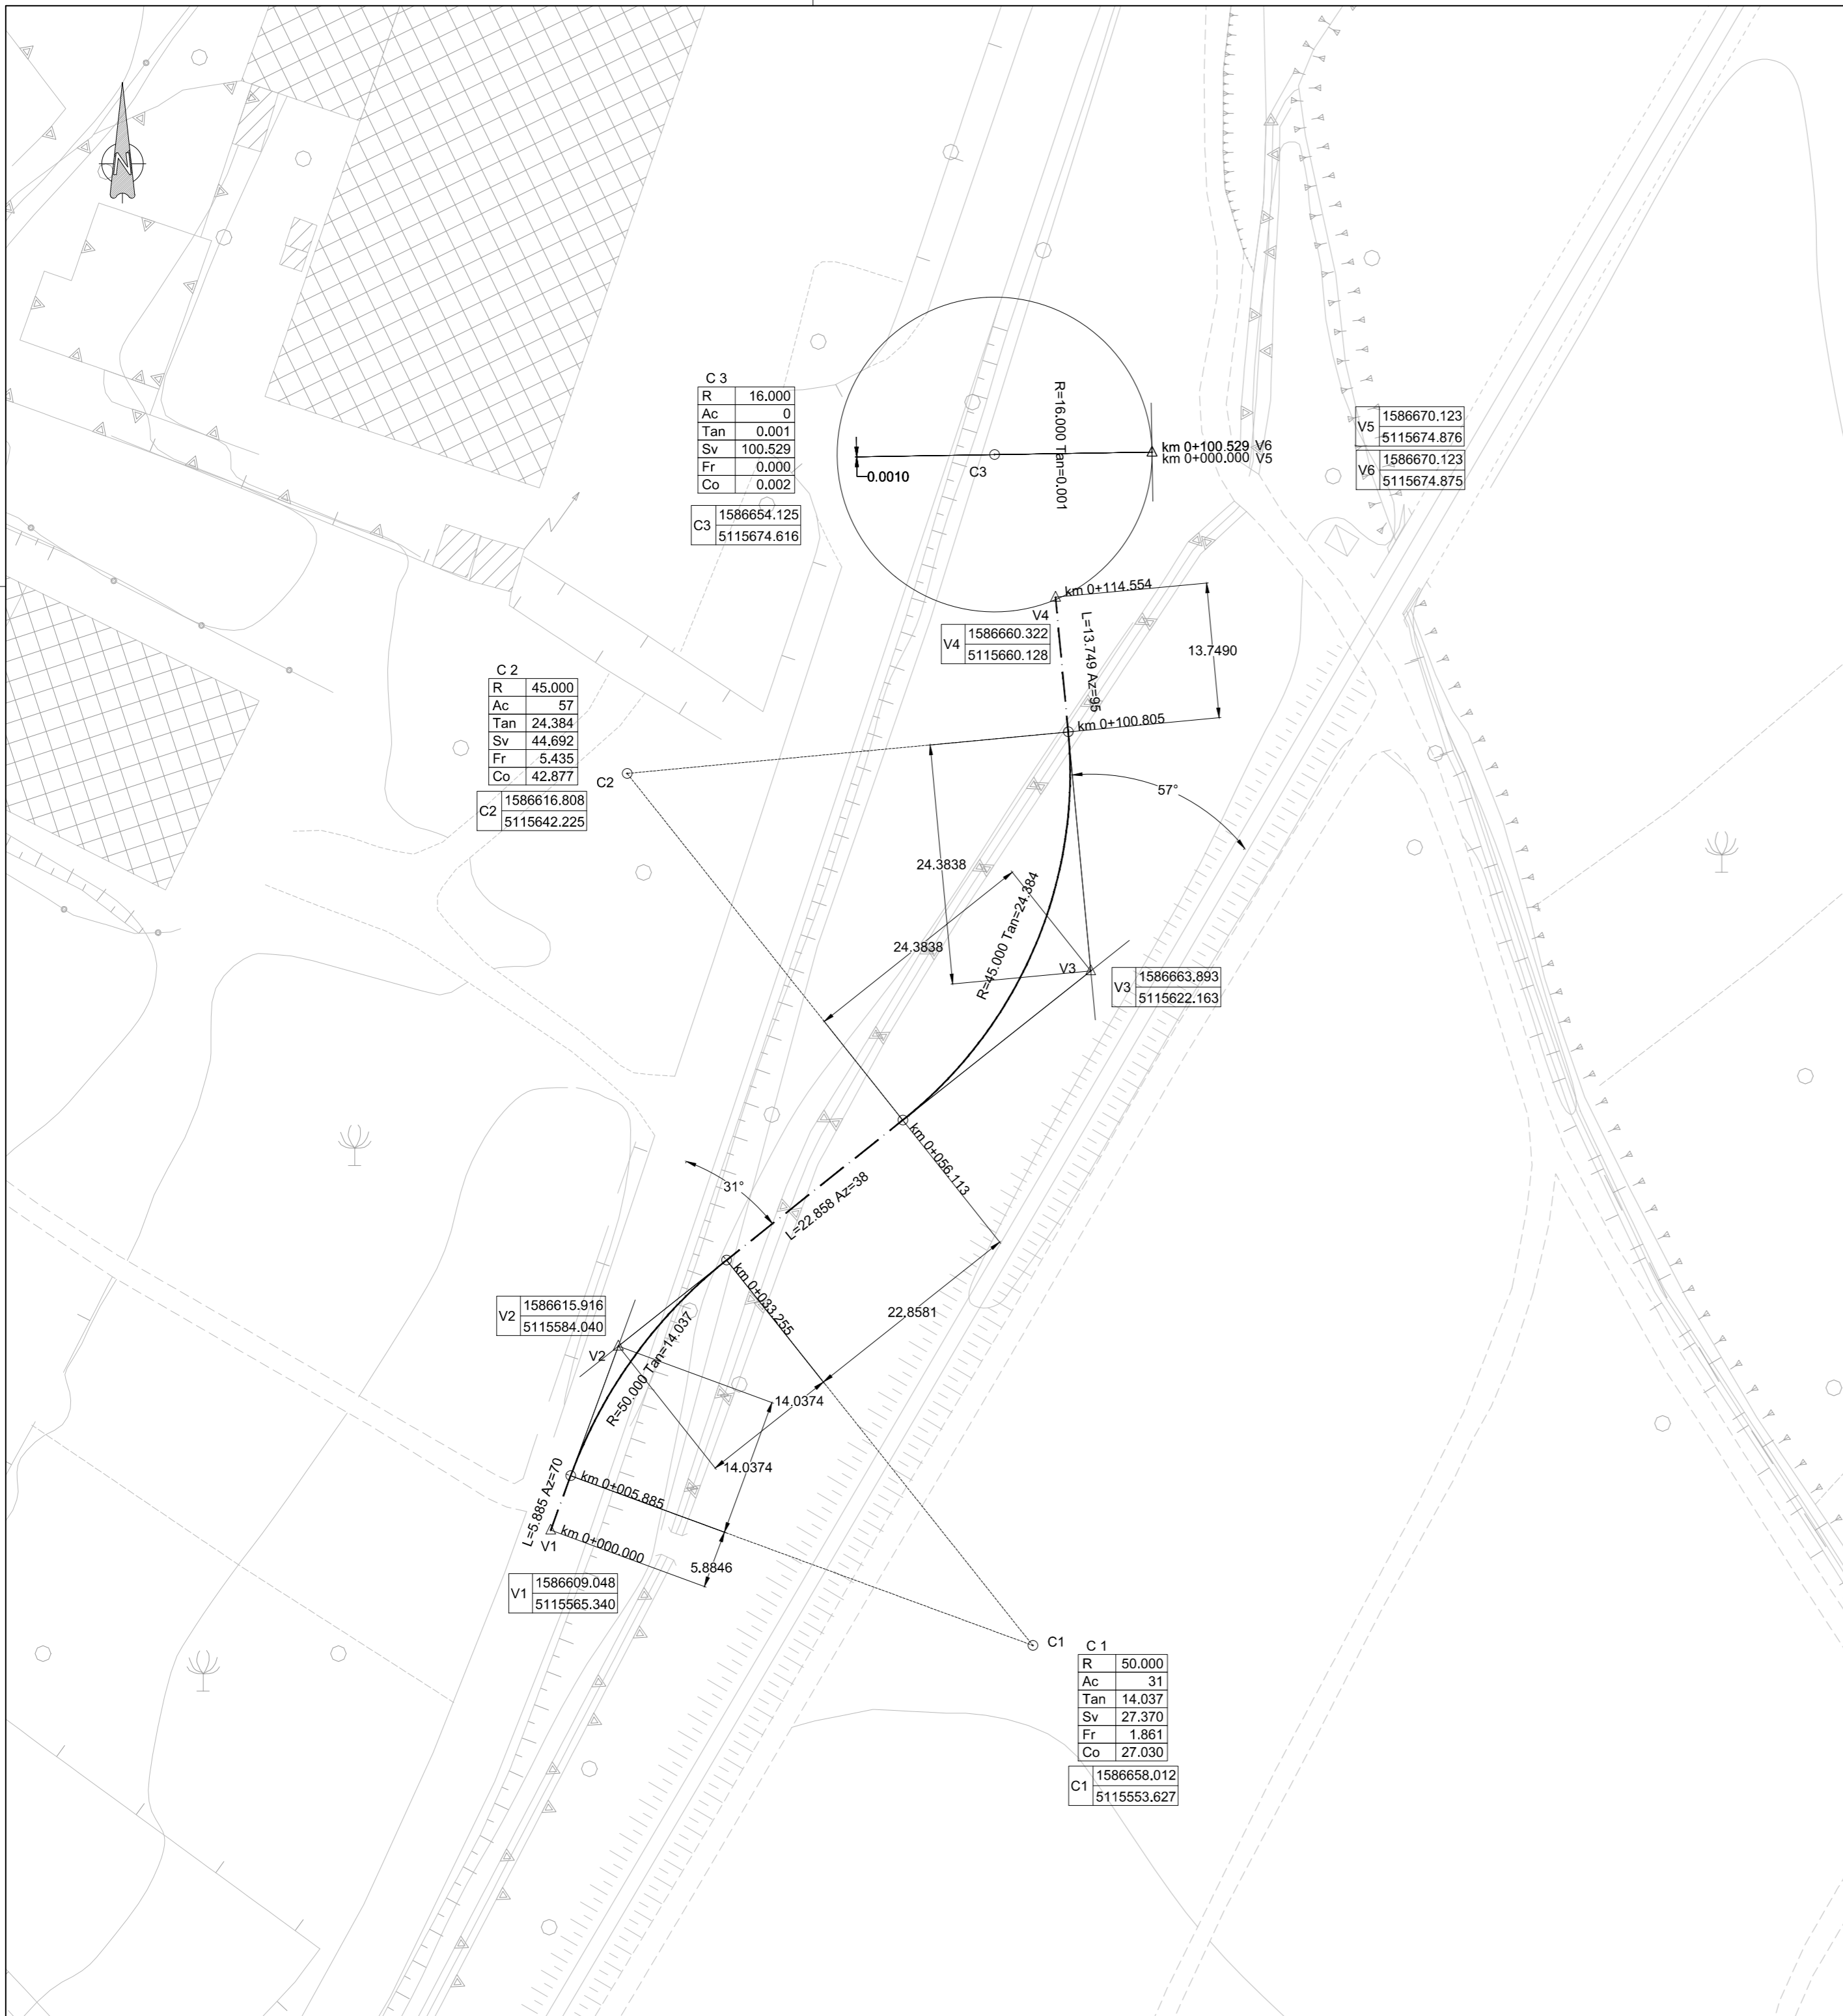 N
C 3
R 16.000
Ac 0
Tan 0.001
Sv 100.529
Fr 0.000
Co 0.002
C3 1586654.125
5115674.616
R=16.000 Tan=0.001
C3
0.0010
km 0+100.529 V6
km 0+000.000 V5
V5 1586670.123
5115674.876
V6 1586670.123
5115674.875
km 0+114.554
V4
V4 1586660.322
5115660.128
L=13.749 Az=95
13.7490
km 0+100.805
C 2
R 45.000
Ac 57
Tan 24.384
Sv 44.692
Fr 5.435
Co 42.877
C2 1586616.808
5115642.225
C2
57°
24.3838
24.3838
R=45.000 Tan=24.384
V3
V3 1586663.893
5115622.163
km 0+056.113
31°
L=22.858 Az=38
km 0+033.255
22.8581
V2 1586615.916
5115584.040
V2
R=50.000 Tan=14.037
14.0374
14.0374
L=5.885 Az=70
km 0+005.885
V1
km 0+000.000
5.8846
V1 1586609.048
5115565.340
C1
C 1
R 50.000
Ac 31
Tan 14.037
Sv 27.370
Fr 1.861
Co 27.030
C1 1586658.012
5115553.627